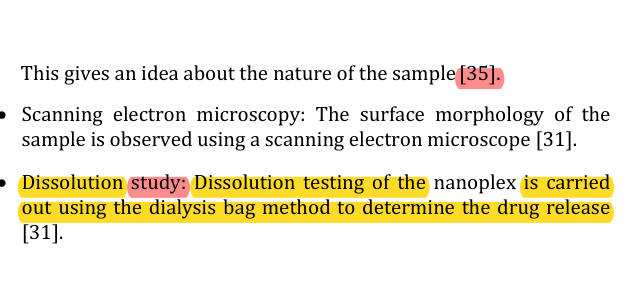 This gives an idea about the nature of the sample [35].
• Scanning electron microscopy: The surface morphology of the
sample is observed using a scanning electron microscope [31].
• Dissolution study: Dissolution testing of the nanoplex is carried
out using the dialysis bag method to determine the drug release
[31].